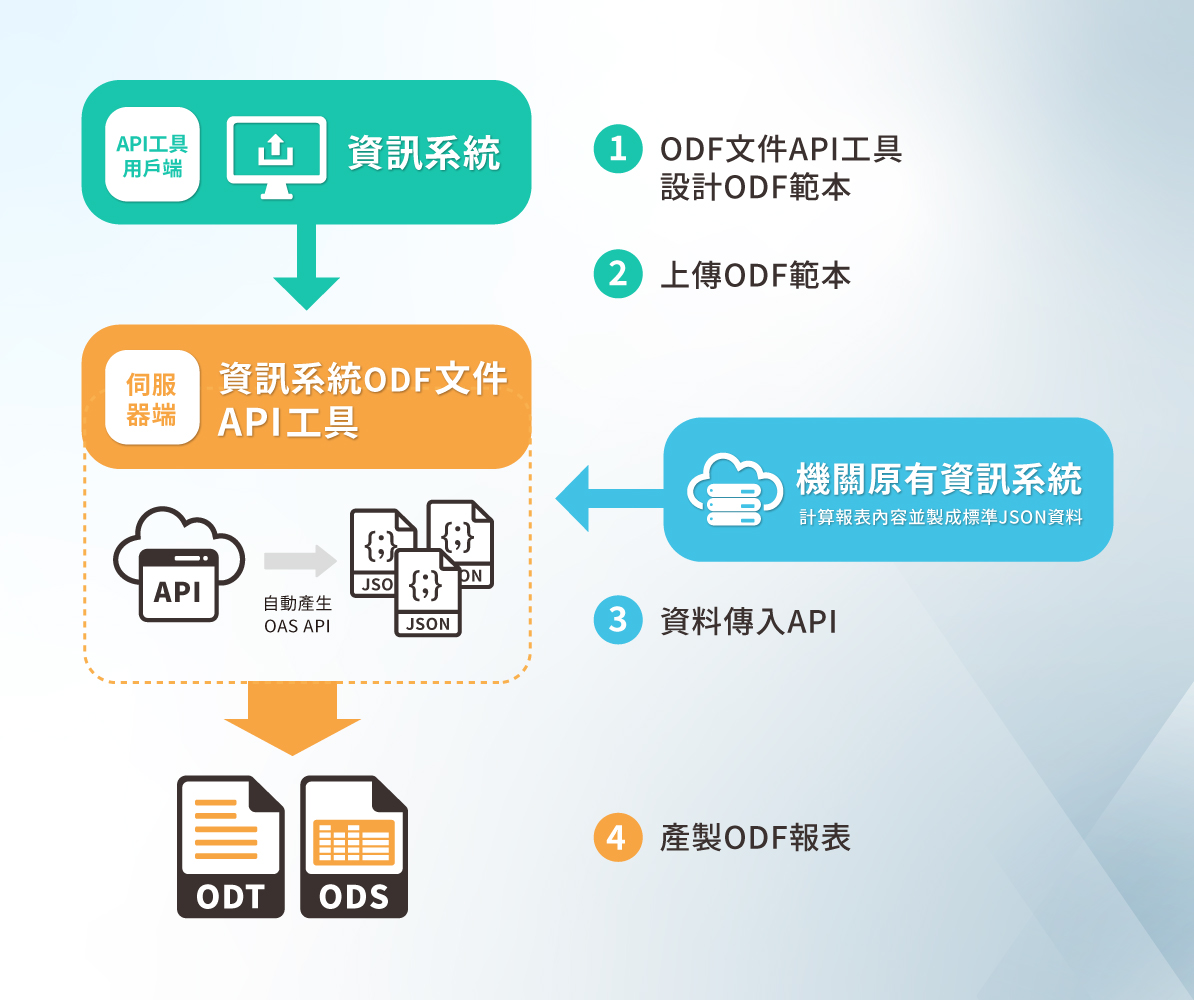 API工具
用戶端
資訊系統
1
ODF文件API工具
設計ODF範本
2
上傳ODF範本
伺服
器端
資訊系統ODF文件
API工具
機關原有資訊系統
計算報表內容並製成標準JSON資料
API
自動產生
OAS API
{;}
JSO
{;}
ON
{;}
JSON
3
資料傳入API
ODT
ODS
4
產製ODF報表